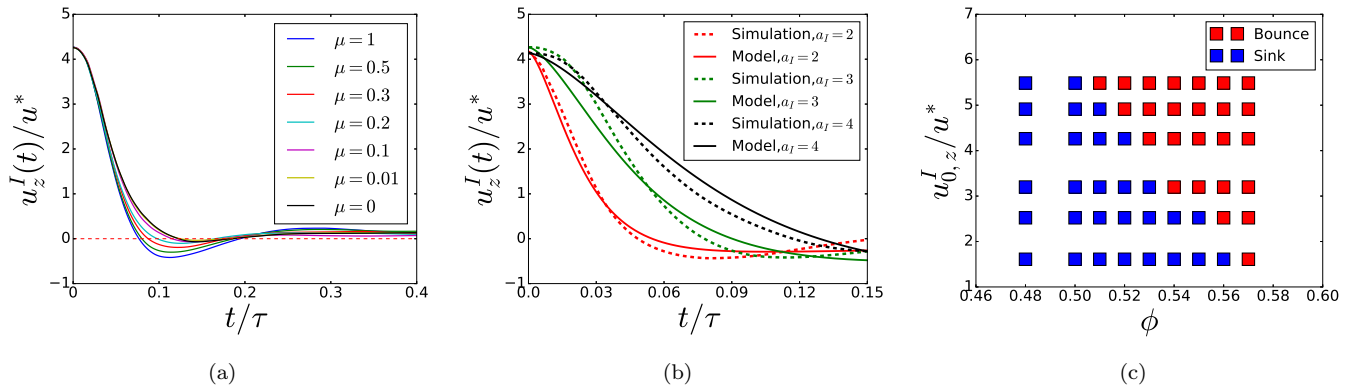 5
4
3
2
1
0
−1
0
0.1
0.2
0.3
0.4
u_z^I(t)/u*
t/τ
μ = 1
μ = 0.5
μ = 0.3
μ = 0.2
μ = 0.1
μ = 0.01
μ = 0
(a)
5
4
3
2
1
0
−1
0.0
0.03
0.06
0.09
0.12
0.15
u_z^I(t)/u*
t/τ
Simulation, a_I = 2
Model, a_I = 2
Simulation, a_I = 3
Model, a_I = 3
Simulation, a_I = 4
Model, a_I = 4
(b)
7
6
5
4
3
2
1
0.46
0.48
0.50
0.52
0.54
0.56
0.58
0.60
u_{0,z}^I/u*
ϕ
Bounce
Sink
(c)